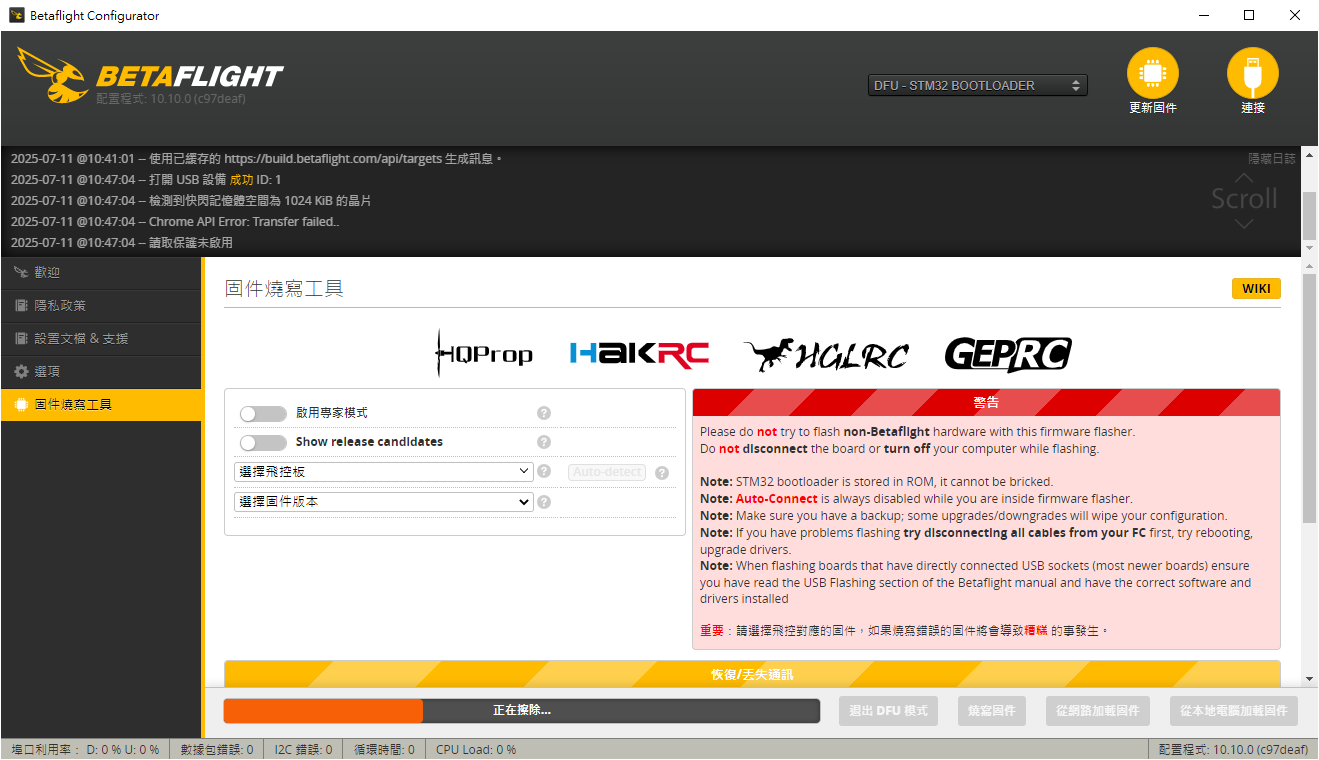 Betaflight Configurator
BETAFLIGHT
配置程式: 10.10.0 (c97deaf)
DFU - STM32 BOOTLOADER
更新固件
連接
2025-07-11 @10:41:01 -- 使用已緩存的 https://build.betaflight.com/api/targets 生成訊息。
隱藏日誌
2025-07-11 @10:47:04 -- 打開 USB 設備 成功 ID: 1
2025-07-11 @10:47:04 -- 檢測到快閃記憶體空間為 1024 KiB 的晶片
Scroll
2025-07-11 @10:47:04 -- Chrome API Error: Transfer failed..
2025-07-11 @10:47:04 -- 讀取保護未啟用
歡迎
隱私政策
設置文檔 & 支援
選項
固件燒寫工具
固件燒寫工具
WIKI
HQProp
HAKRC
HGLRC
GEPRC
啟用專家模式
Show release candidates
選擇飛控板
Auto-detect
選擇固件版本
警告
Please do not try to flash non-Betaflight hardware with this firmware flasher.
Do not disconnect the board or turn off your computer while flashing.
Note: STM32 bootloader is stored in ROM, it cannot be bricked.
Note: Auto-Connect is always disabled while you are inside firmware flasher.
Note: Make sure you have a backup; some upgrades/downgrades will wipe your configuration.
Note: If you have problems flashing try disconnecting all cables from your FC first, try rebooting,
upgrade drivers.
Note: When flashing boards that have directly connected USB sockets (most newer boards) ensure
you have read the USB Flashing section of the Betaflight manual and have the correct software and
drivers installed
重要：請選擇飛控對應的固件，如果燒寫錯誤的固件將會導致糟糕 的事發生。
恢復/丟失通訊
正在擦除...
退出 DFU 模式
燒寫固件
從網路加載固件
從本地電腦加載固件
埠口利用率： D: 0 % U: 0 %
數據包錯誤: 0
I2C 錯誤: 0
循環時間: 0
CPU Load: 0 %
配置程式: 10.10.0 (c97deaf)